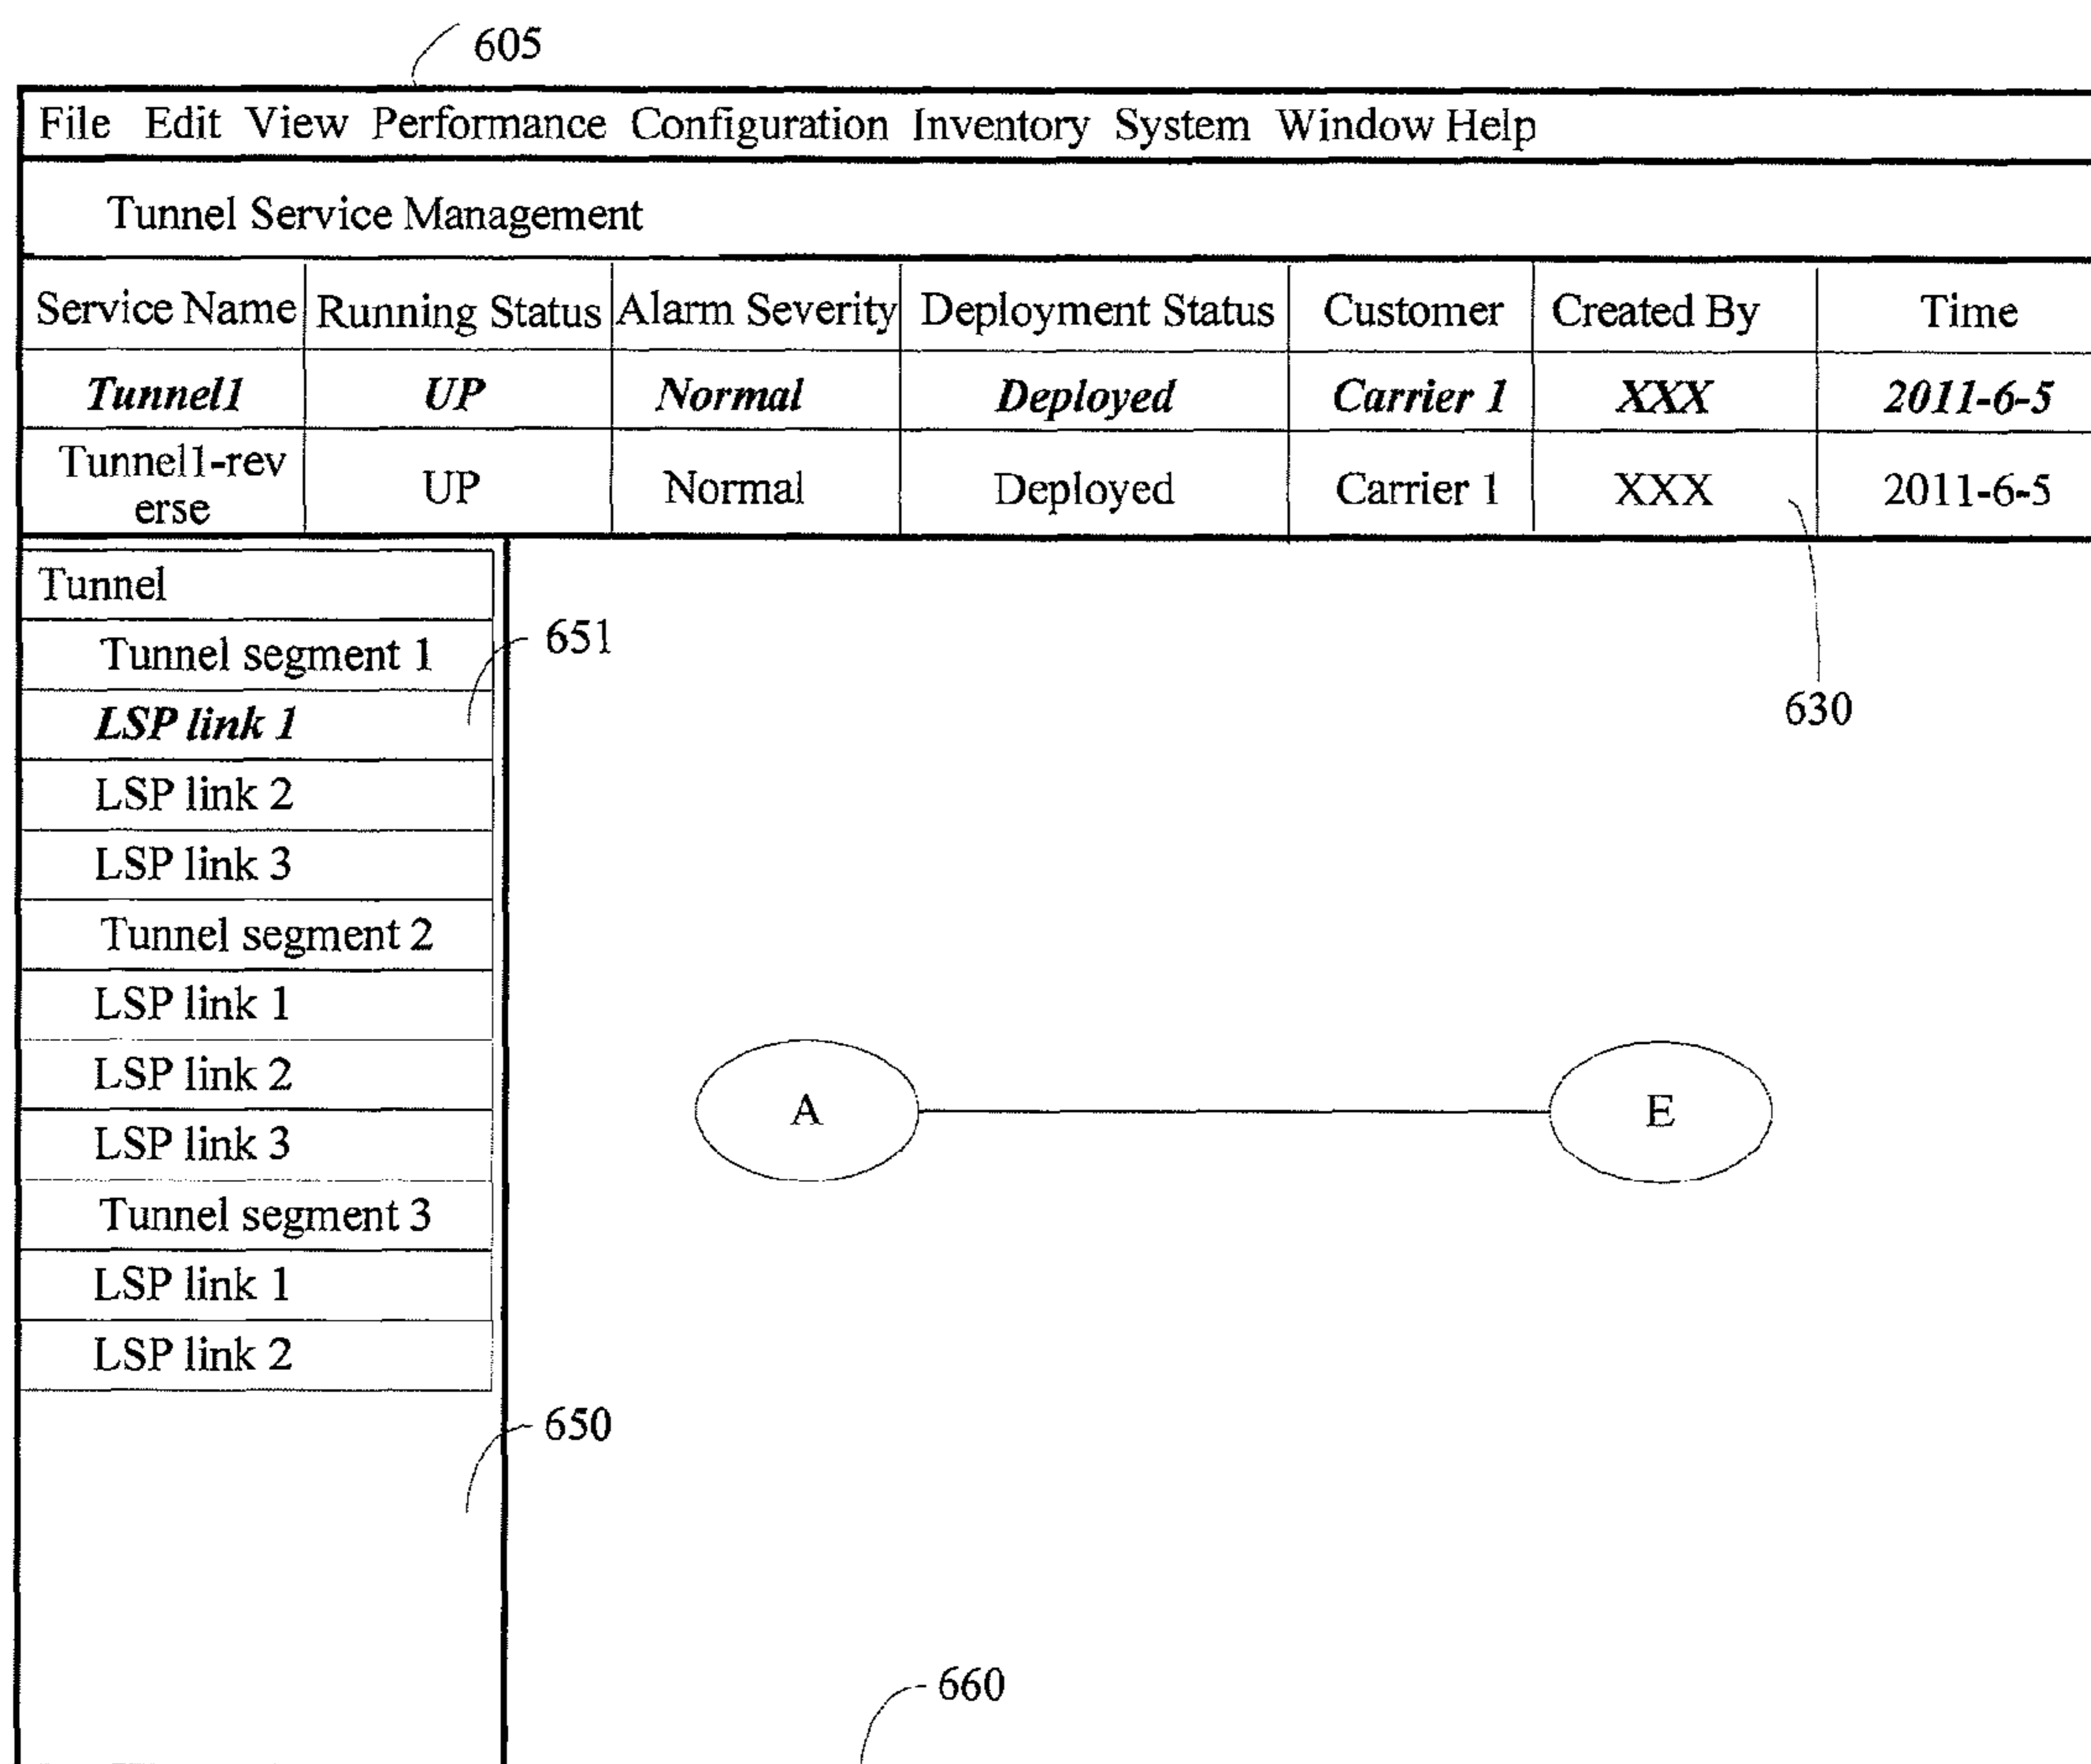 605
File Edit View Performance Configuration Inventory System Window Help
Tunnel Service Management
Service Name Running Status Alarm Severity Deployment Status Customer Created By Time
Tunnel1 UP Normal Deployed Carrier 1 XXX 2011-6-5
Tunnel1-rev
erse UP Normal Deployed Carrier 1 XXX 2011-6-5
Tunnel
Tunnel segment 1
651
LSP link 1
630
LSP link 2
LSP link 3
Tunnel segment 2
LSP link 1
LSP link 2
A E
LSP link 3
Tunnel segment 3
LSP link 1
LSP link 2
650
660